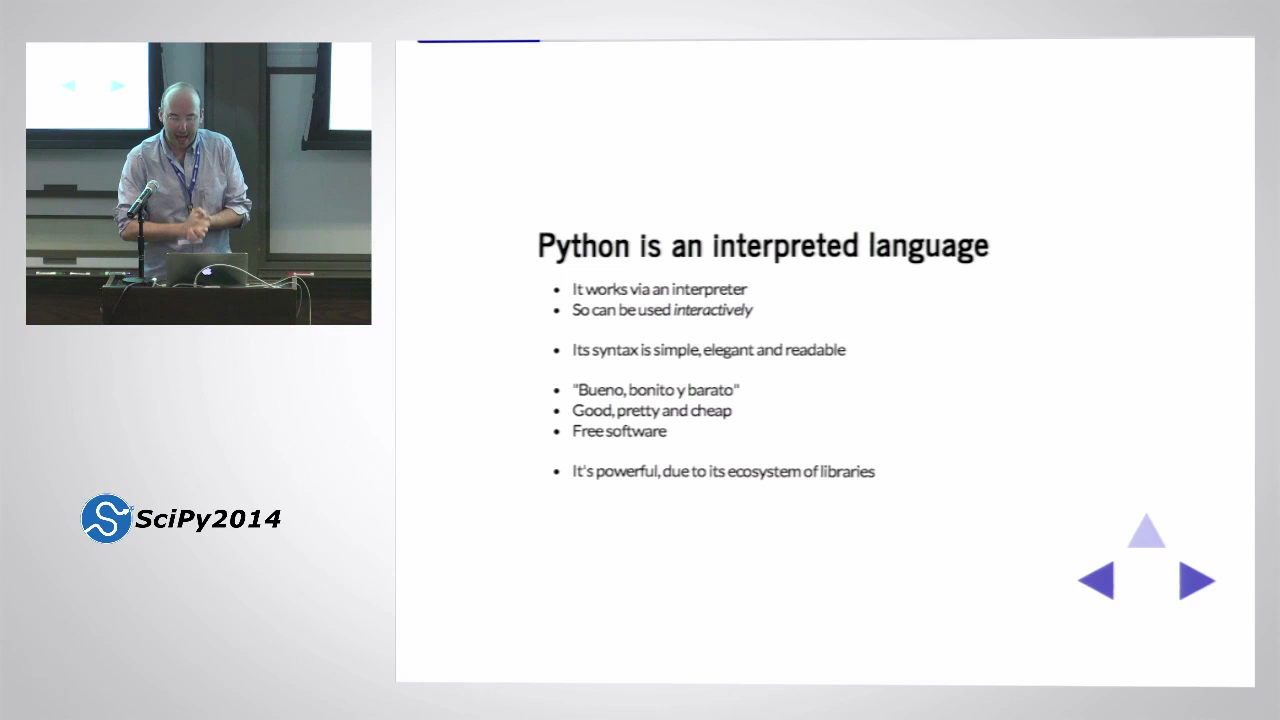 Python is an interpreted language
• It works via an interpreter
• So can be used interactively
• Its syntax is simple, elegant and readable
• "Bueno, bonito y barato"
• Good, pretty and cheap
• Free software
• It's powerful, due to its ecosystem of libraries
SciPy2014